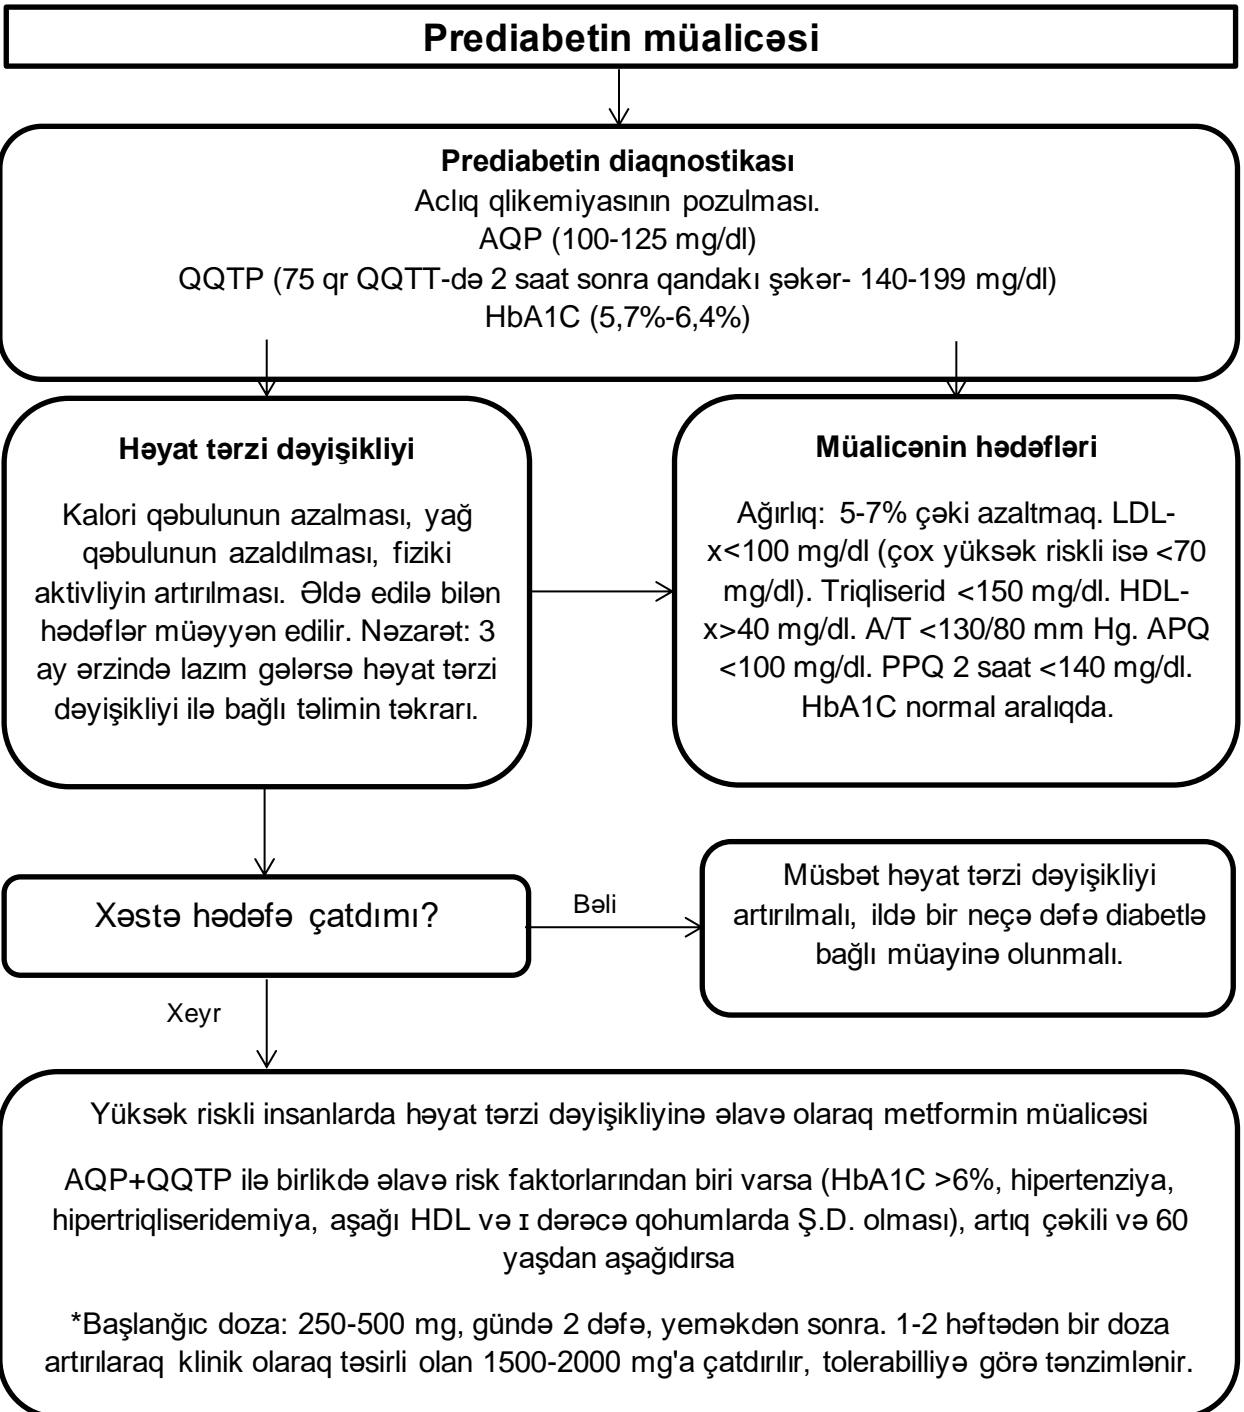 Prediabetin müalicəsi
Prediabetin diaqnostikası
Aclıq qlikemiyasının pozulması.
AQP (100-125 mg/dl)
QQTP (75 qr QQTT-də 2 saat sonra qandakı şəkər- 140-199 mg/dl)
HbA1C (5,7%-6,4%)
Həyat tərzi dəyişikliyi
Kalori qəbulunun azalması, yağ
qəbulunun azaldılması, fiziki
aktivliyin artırılması. Əldə edilə bilən
hədəflər müəyyən edilir. Nəzarət: 3
ay ərzində lazım gələrsə həyat tərzi
dəyişikliyi ilə bağlı təlimin təkrarı.
Müalicənin hədəfləri
Ağırlıq: 5-7% çəki azaltmaq. LDL-
x<100 mg/dl (çox yüksək riskli isə <70
mg/dl). Triqliserid <150 mg/dl. HDL-
x>40 mg/dl. A/T <130/80 mm Hg. APQ
<100 mg/dl. PPQ 2 saat <140 mg/dl.
HbA1C normal aralıqda.
Xəstə hədəfə çatdımı?
Bəli
Müsbət həyat tərzi dəyişikliyi
artırılmalı, ildə bir neçə dəfə diabetlə
bağlı müayinə olunmalı.
Xeyr
Yüksək riskli insanlarda həyat tərzi dəyişikliyinə əlavə olaraq metformin müalicəsi
AQP+QQTP ilə birlikdə əlavə risk faktorlarından biri varsa (HbA1C >6%, hipertenziya,
hipertriqliseridemiya, aşağı HDL və ɪ dərəcə qohumlarda Ş.D. olması), artıq çəkili və 60
yaşdan aşağıdırsa
*Başlanğıc doza: 250-500 mg, gündə 2 dəfə, yeməkdən sonra. 1-2 həftədən bir doza
artırılaraq klinik olaraq təsirli olan 1500-2000 mg'a çatdırılır, tolerabilliyə görə tənzimlənir.